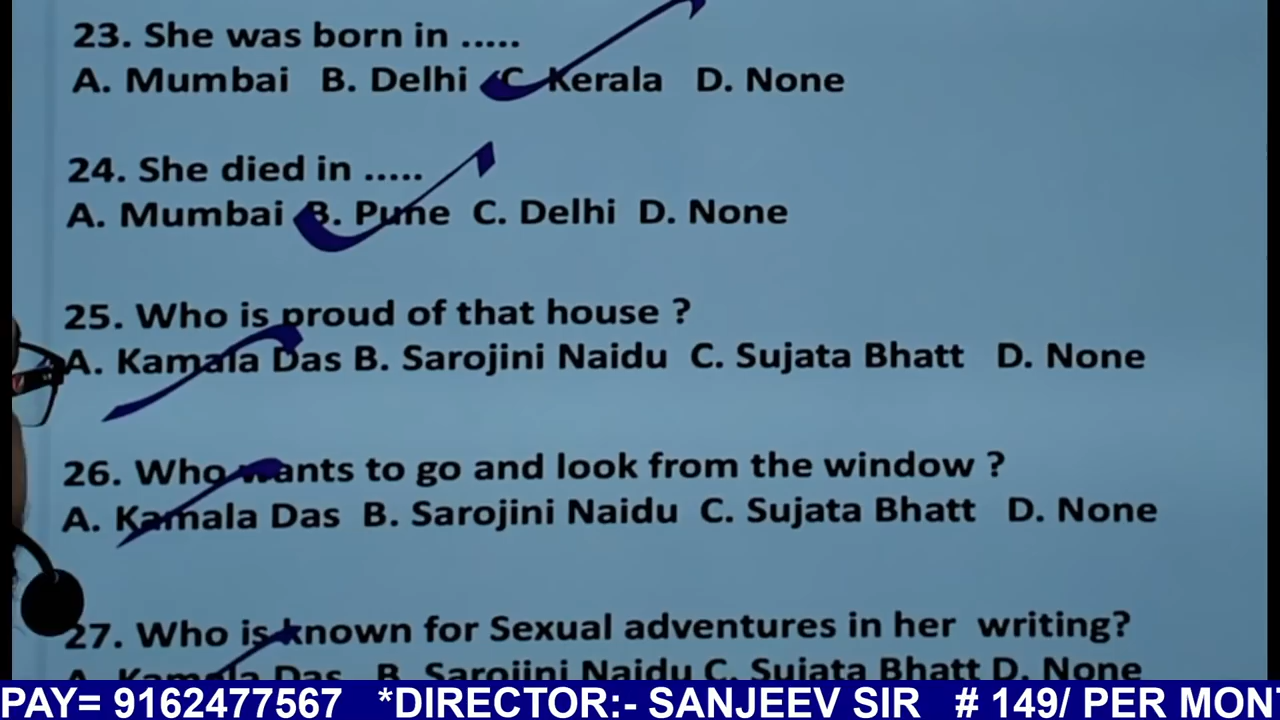 23. She was born in .....
A. Mumbai B. Delhi C. Kerala D. None
24. She died in .....
A. Mumbai B. Pune C. Delhi D. None
25. Who is proud of that house ?
A. Kamala Das B. Sarojini Naidu C. Sujata Bhatt D. None
26. Who wants to go and look from the window ?
A. Kamala Das B. Sarojini Naidu C. Sujata Bhatt D. None
27. Who is known for Sexual adventures in her writing?
A. Kamala Das B. Sarojini Naidu C. Sujata Bhatt D. None
PAY= 9162477567 *DIRECTOR:- SANJEEV SIR # 149/ PER MON